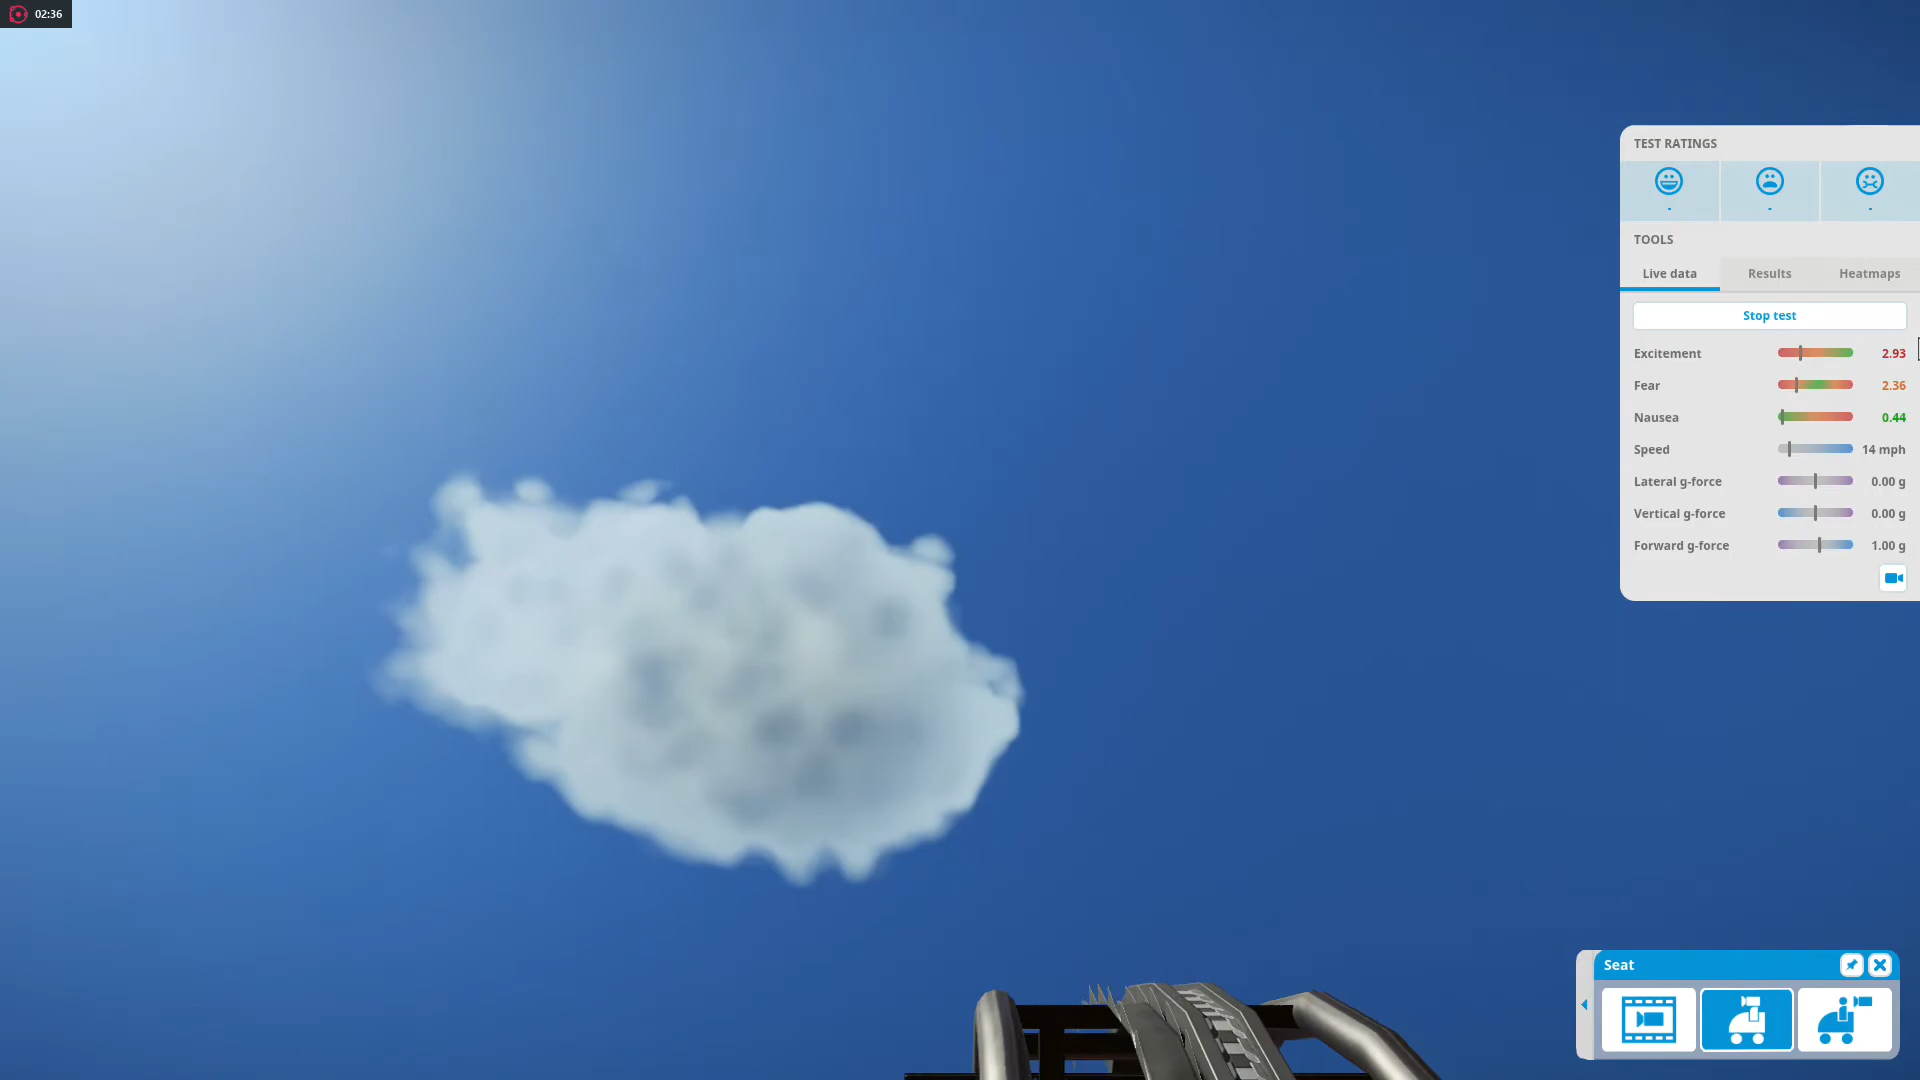 02:36
TEST RATINGS
- - -
TOOLS
Live data Results Heatmaps
Stop test
Excitement 2.93
Fear 2.36
Nausea 0.44
Speed 14 mph
Lateral g-force 0.00 g
Vertical g-force 0.00 g
Forward g-force 1.00 g
Seat